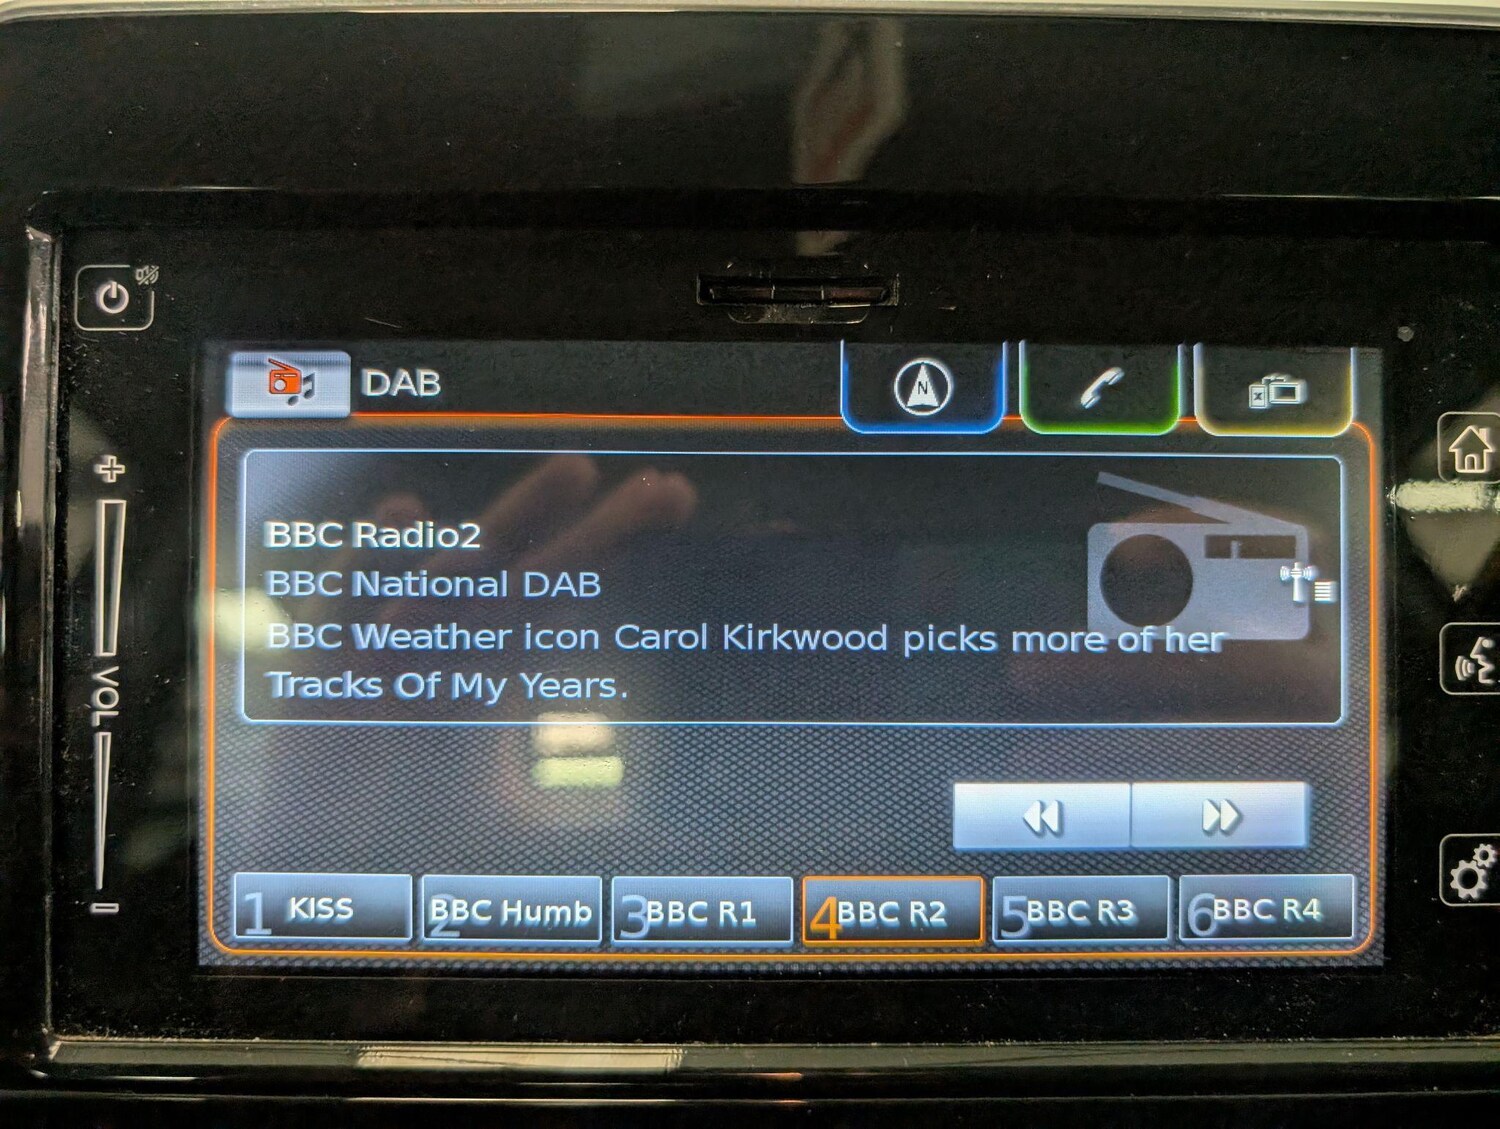 DAB
N
BBC Radio2
BBC National DAB
BBC Weather icon Carol Kirkwood picks more of her
Tracks Of My Years.
VOL
1 KISS
2 BBC Humb
3 BBC R1
4 BBC R2
5 BBC R3
6 BBC R4